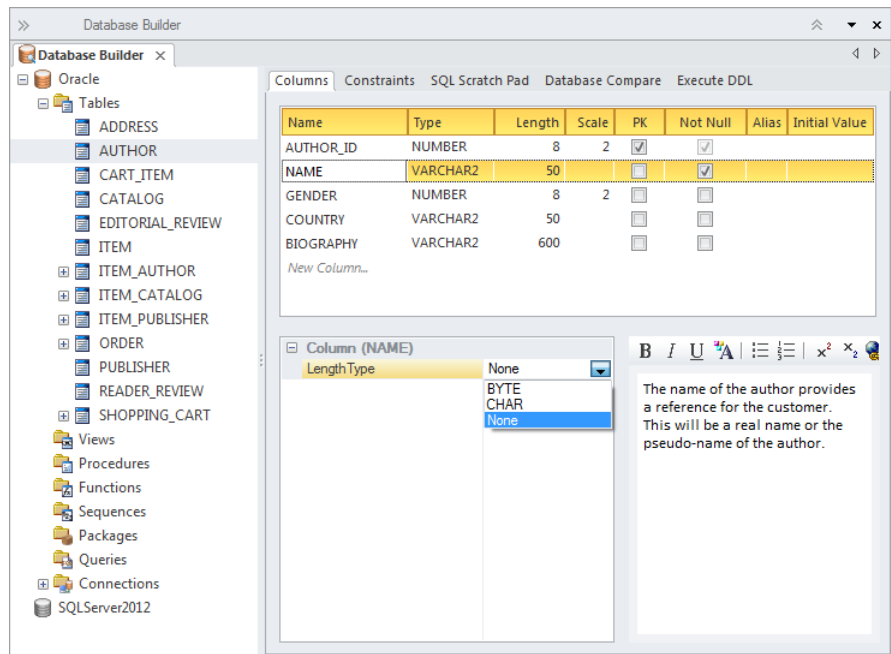 Database Builder
Database Builder
Oracle
Tables
ADDRESS
AUTHOR
CART_ITEM
CATALOG
EDITORIAL_REVIEW
ITEM
ITEM_AUTHOR
ITEM_CATALOG
ITEM_PUBLISHER
ORDER
PUBLISHER
READER_REVIEW
SHOPPING_CART
Views
Procedures
Functions
Sequences
Packages
Queries
Connections
SQLServer2012
Columns Constraints SQL Scratch Pad Database Compare Execute DDL
Name Type Length Scale PK Not Null Alias Initial Value
AUTHOR_ID NUMBER 8 2
NAME VARCHAR2 50
GENDER NUMBER 8 2
COUNTRY VARCHAR2 50
BIOGRAPHY VARCHAR2 600
New Column...
Column (NAME)
LengthType None
BYTE
CHAR
None
B I U A x² x₂
The name of the author provides
a reference for the customer.
This will be a real name or the
pseudo-name of the author.